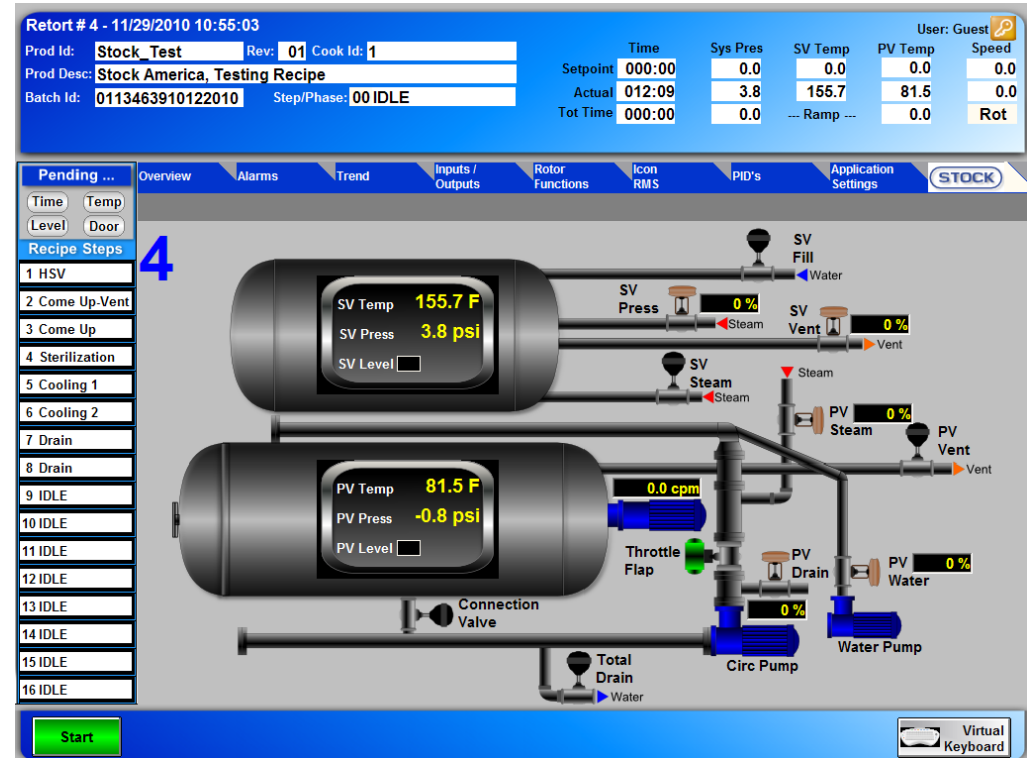 Retort # 4 - 11/29/2010 10:55:03
User: Guest
Prod Id: Stock_Test Rev: 01 Cook Id: 1
Prod Desc: Stock America, Testing Recipe
Batch Id: 0113463910122010 Step/Phase: 00 IDLE
Time Sys Pres SV Temp PV Temp Speed
Setpoint 000:00 0.0 0.0 0.0 0.0
Actual 012:09 3.8 155.7 81.5 0.0
Tot Time 000:00 0.0 --- Ramp --- 0.0 Rot
Pending ...
Time Temp
Level Door
Recipe Steps
1 HSV
2 Come Up-Vent
3 Come Up
4 Sterilization
5 Cooling 1
6 Cooling 2
7 Drain
8 Drain
9 IDLE
10 IDLE
11 IDLE
12 IDLE
13 IDLE
14 IDLE
15 IDLE
16 IDLE
Overview
Alarms
Trend
Inputs /
Outputs
Rotor
Functions
Icon
RMS
PID's
Application
Settings
STOCK
4
SV Temp 155.7 F
SV Press 3.8 psi
SV Level
SV
Fill
Water
SV
Press
0 %
Steam
SV
Vent
0 %
Vent
SV
Steam
Steam
Steam
PV
Steam
0 %
PV
Vent
Vent
PV Temp 81.5 F
PV Press -0.8 psi
PV Level
0.0 cpm
Throttle
Flap
PV
Drain
0 %
PV
Water
0 %
Connection
Valve
Water Pump
Circ Pump
Total
Drain
Water
Start
Virtual
Keyboard